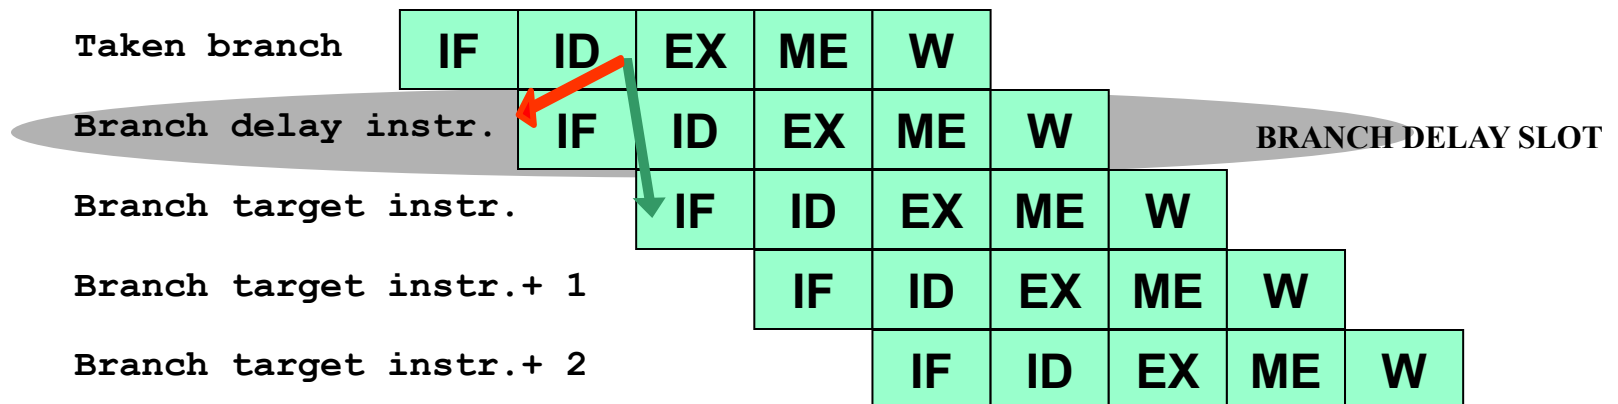 Taken branch IF ID EX ME W
Branch delay instr. IF ID EX ME W BRANCH DELAY SLOT
Branch target instr. IF ID EX ME W
Branch target instr.+ 1 IF ID EX ME W
Branch target instr.+ 2 IF ID EX ME W